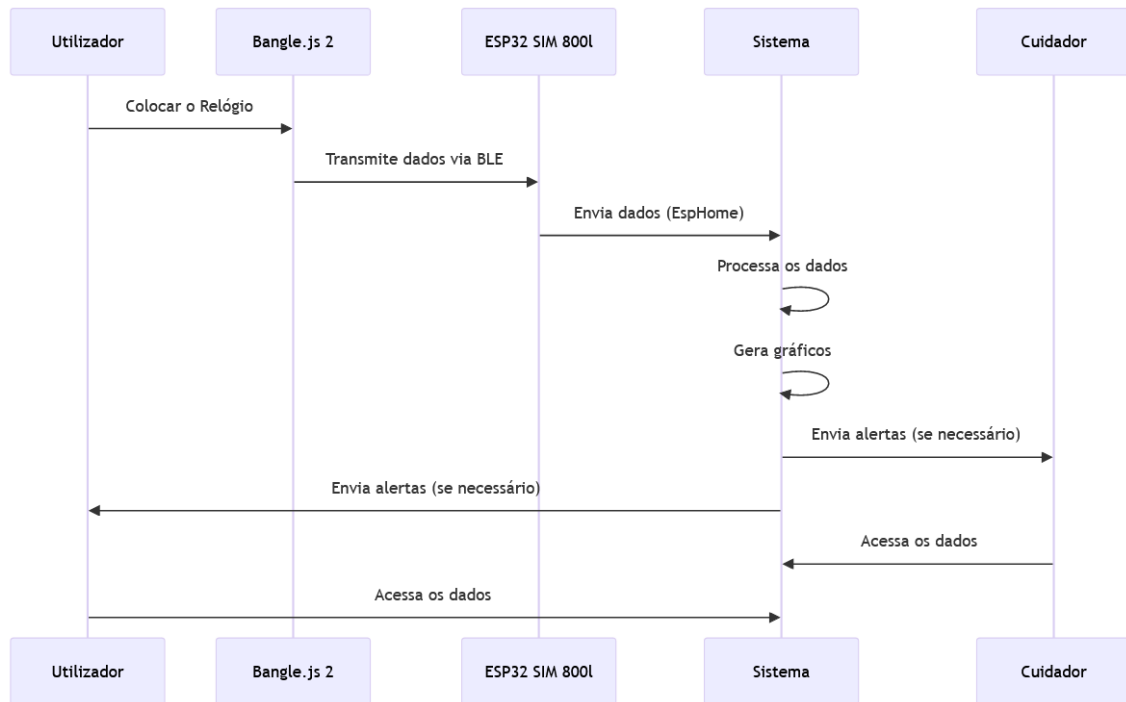 Utilizador
Bangle.js 2
ESP32 SIM 800l
Sistema
Cuidador
Colocar o Relógio
Transmite dados via BLE
Envia dados (EspHome)
Processa os dados
Gera gráficos
Envia alertas (se necessário)
Envia alertas (se necessário)
Acessa os dados
Acessa os dados
Utilizador
Bangle.js 2
ESP32 SIM 800l
Sistema
Cuidador